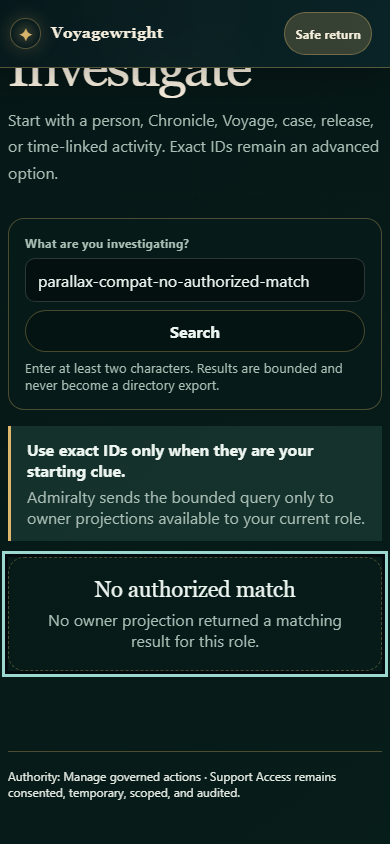 Voyagewright
Safe return
Investigate
Start with a person, Chronicle, Voyage, case, release,
or time-linked activity. Exact IDs remain an advanced
option.
What are you investigating?
parallax-compat-no-authorized-match
Search
Enter at least two characters. Results are bounded and
never become a directory export.
Use exact IDs only when they are your
starting clue.
Admiralty sends the bounded query only to
owner projections available to your current role.
No authorized match
No owner projection returned a matching
result for this role.
Authority: Manage governed actions · Support Access remains
consented, temporary, scoped, and audited.